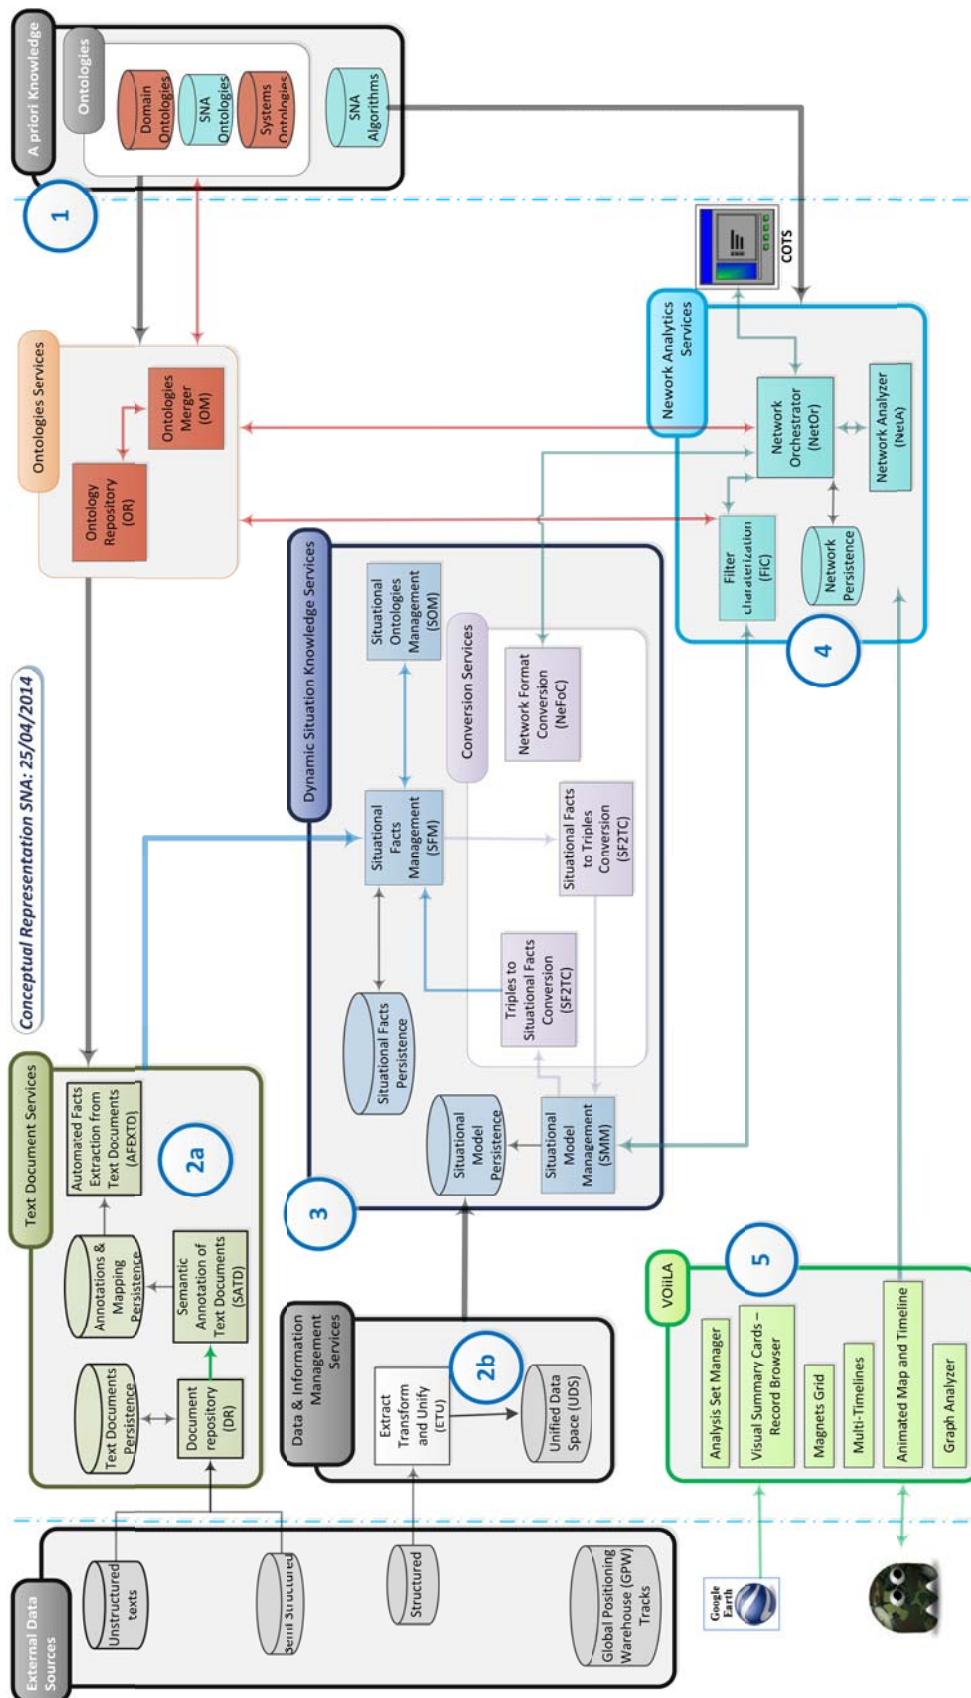 Conceptual Representation SNA: 25/04/2014
External Data
Sources
Unstructured
texts
Semi Structured
Structured
Global Positioning
Warehouse (GPW)
Tracks
Text Document Services
Text Documents
Persistence
Document
repository
(DR)
Annotations &
Mapping
Persistence
Semantic
Annotation of
Text Documents
(SATD)
Automated Facts
Extraction from
Text Documents
(AFEXTD)
2a
Data & Information
Management
Services
Extract
Transform
and Unify
(ETU)
2b
Unified Data
Space (UDS)
Ontologies Services
Ontology
Repository
(OR)
Ontologies
Merger
(OM)
1
A priori Knowledge
Ontologies
Domain
Ontologies
SNA
Ontologies
Systems
Ontologies
SNA
Algorithms
Dynamic Situation Knowledge Services
3
Situational Facts
Persistence
Situational
Facts
Management
(SFM)
Situational
Ontologies
Management
(SOM)
Situational
Model
Persistence
Situational
Model
Management
(SMM)
Conversion Services
Triples to
Situational Facts
Conversion
(SF2TC)
Situational Facts
to Triples
Conversion
(SF2TC)
Network Format
Conversion
(NeFoC)
Nework Analytics
Services
4
Filter
(FiC)
Network
Orchestrator
(NetOr)
Network
Persistence
Network Analyzer
(NetA)
COTS
VOiiLA
5
Analysis Set Manager
Visual Summary Cards –
Record Browser
Magnets Grid
Multi-Timelines
Animated Map and Timeline
Graph Analyzer
Google
Earth